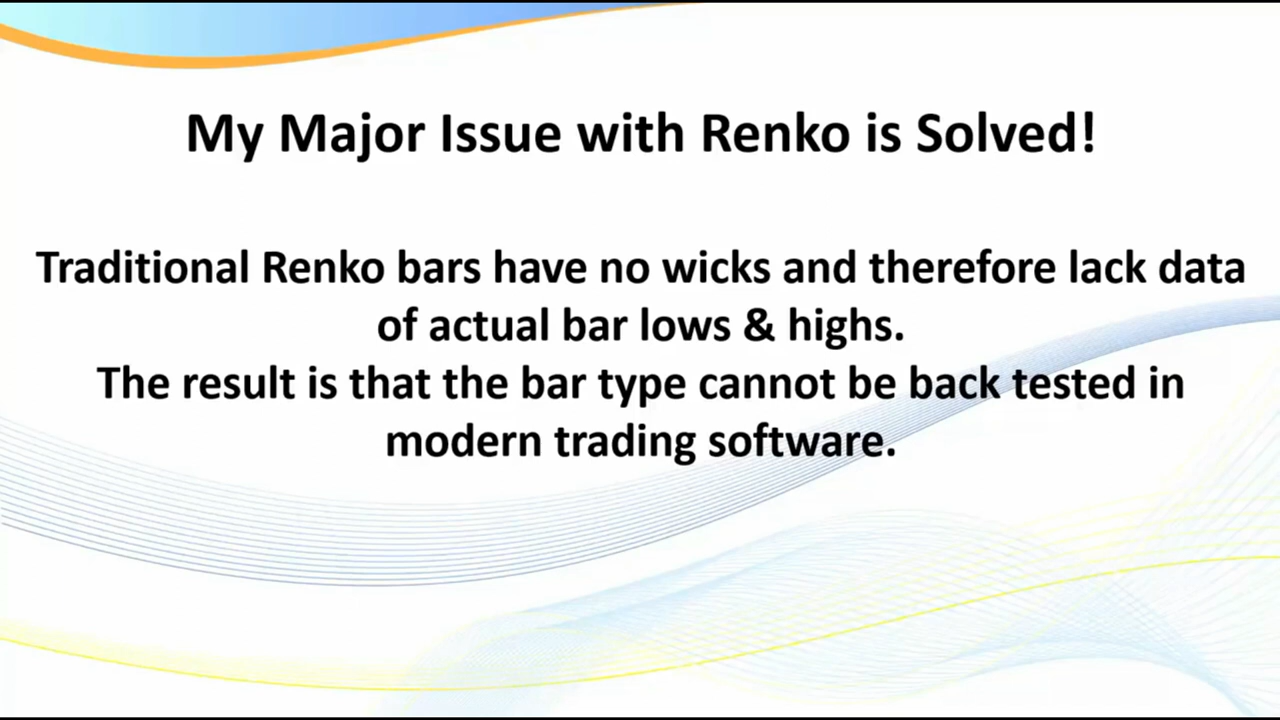 My Major Issue with Renko is Solved!
Traditional Renko bars have no wicks and therefore lack data
of actual bar lows & highs.
The result is that the bar type cannot be back tested in
modern trading software.